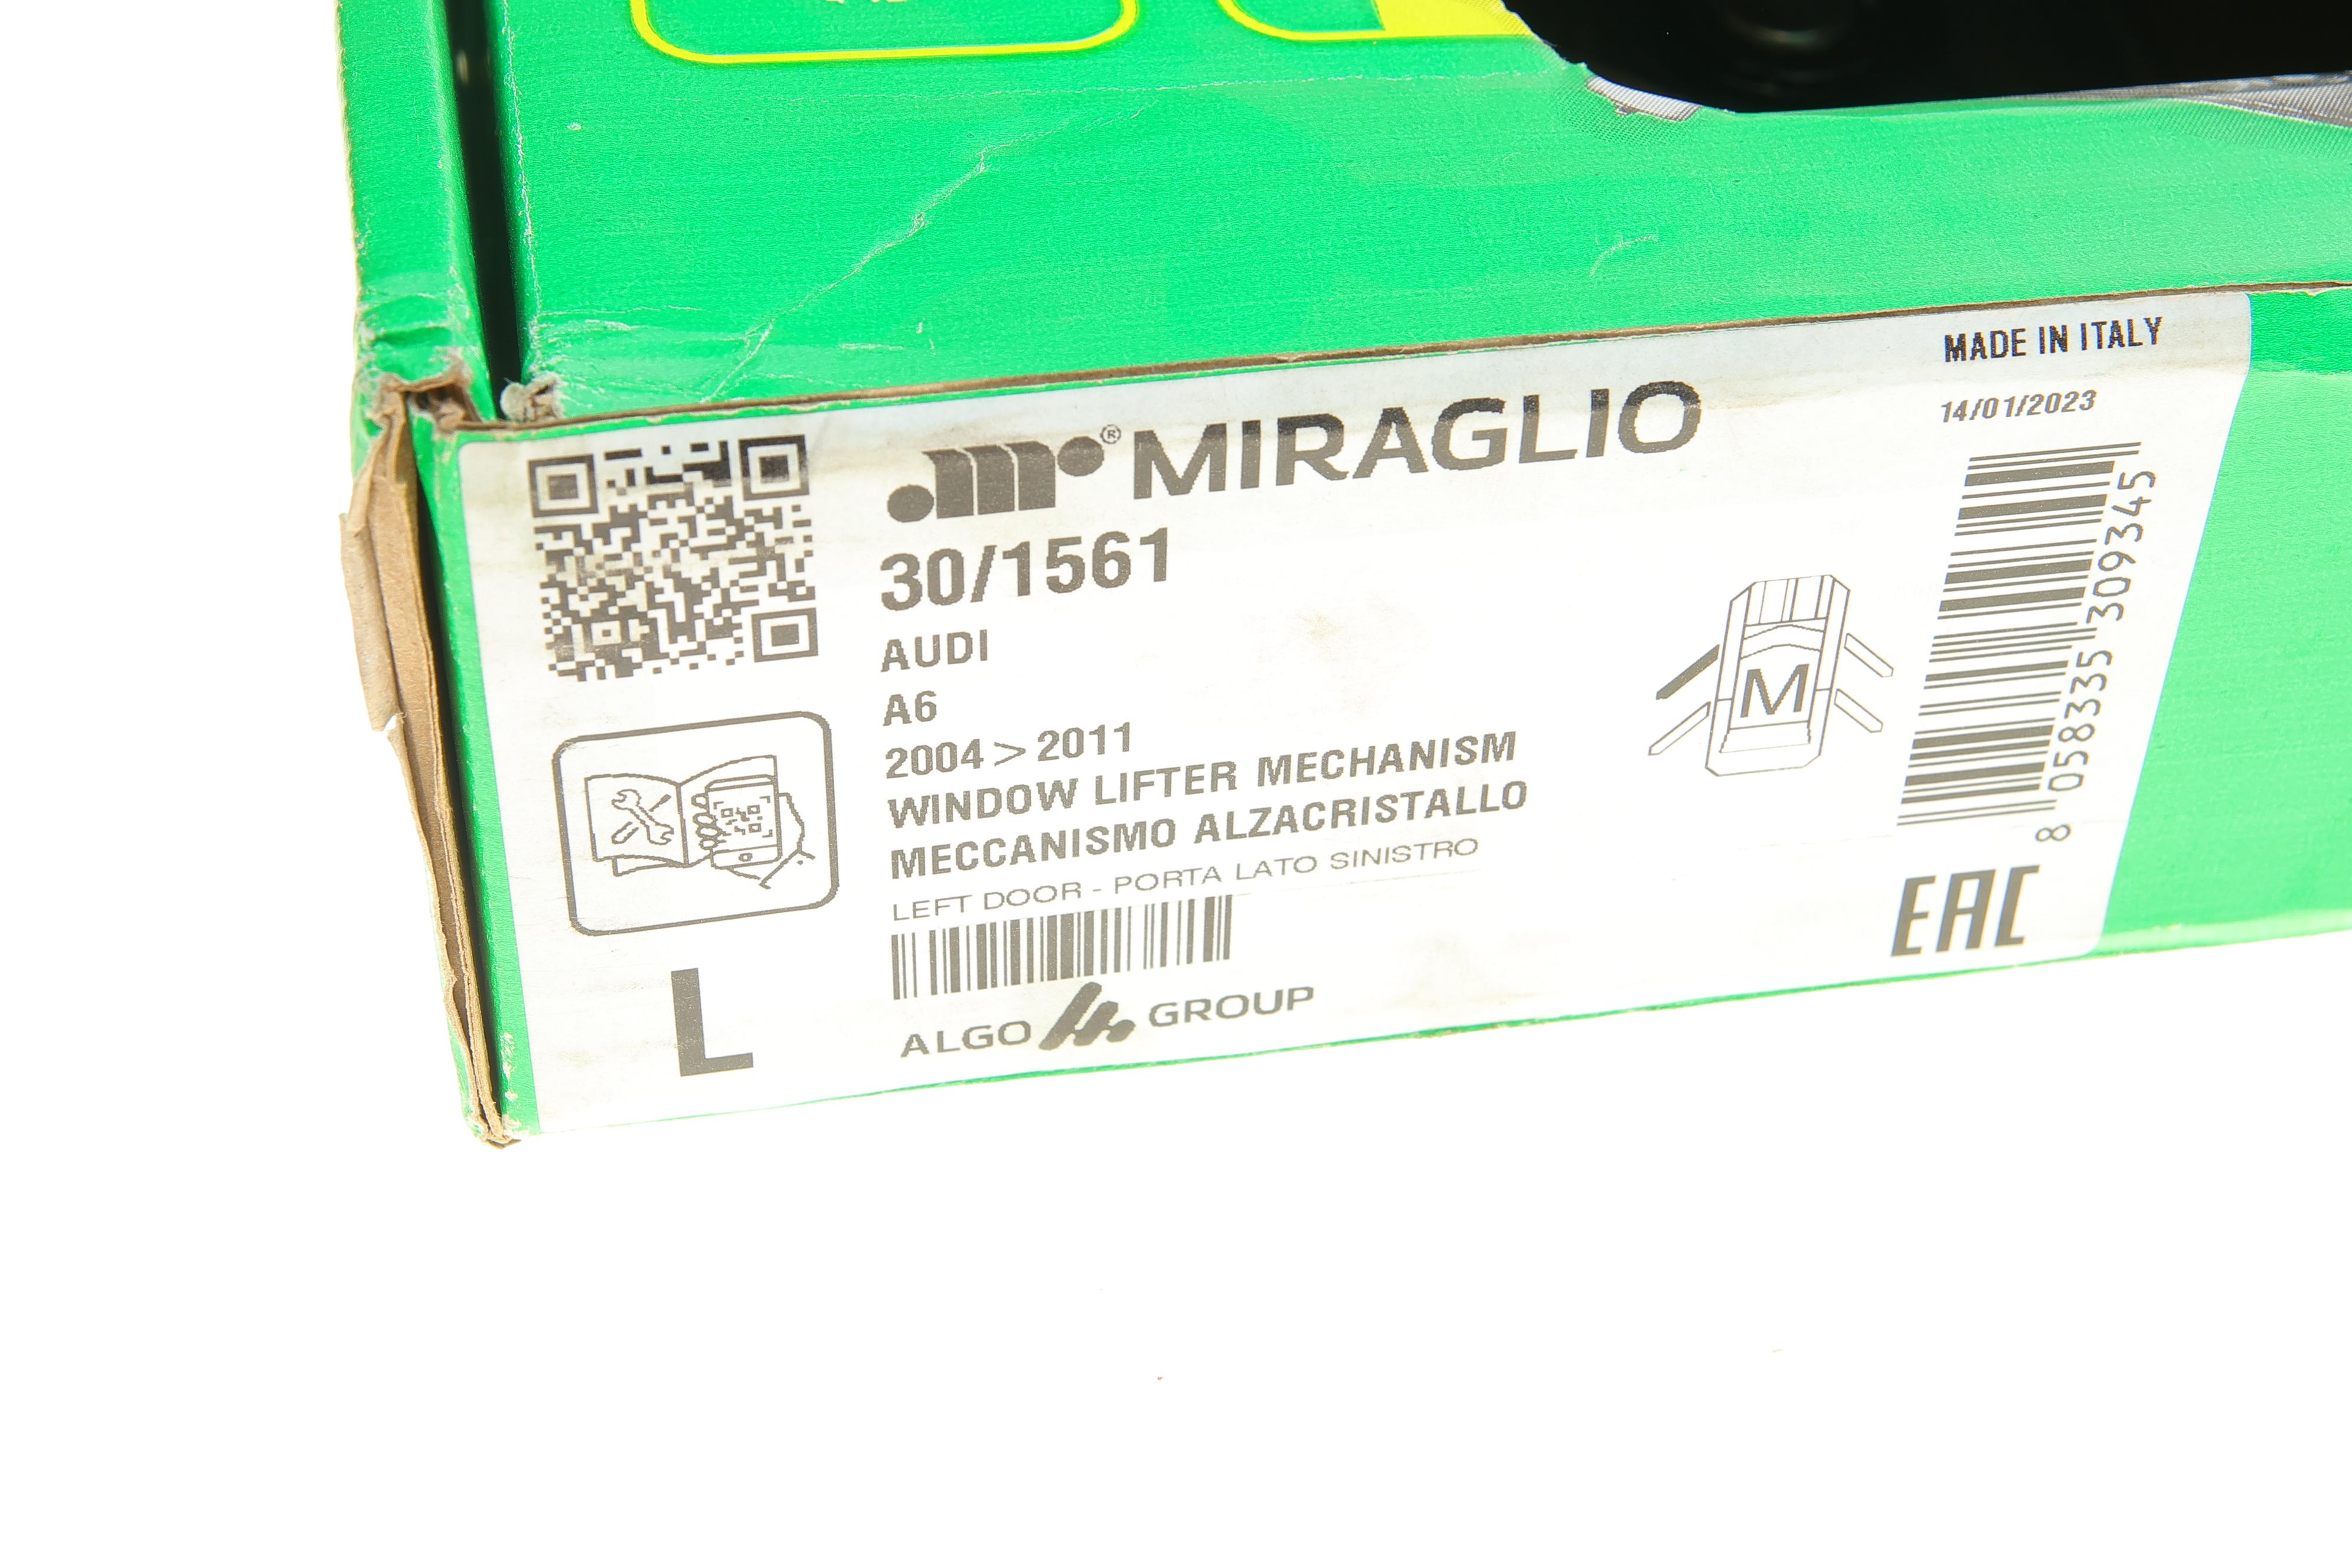 MADE IN ITALY
14/01/2023
® MIRAGLIO
30/1561
AUDI
A6
2004 > 2011
WINDOW LIFTER MECHANISM
MECCANISMO ALZACRISTALLO
LEFT DOOR - PORTA LATO SINISTRO
ALGO GROUP
L
M
8 058335 309345
EAC